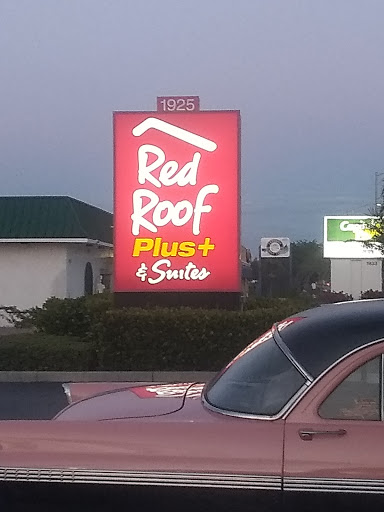 1925
Red
Roof
Plus+
& Suites